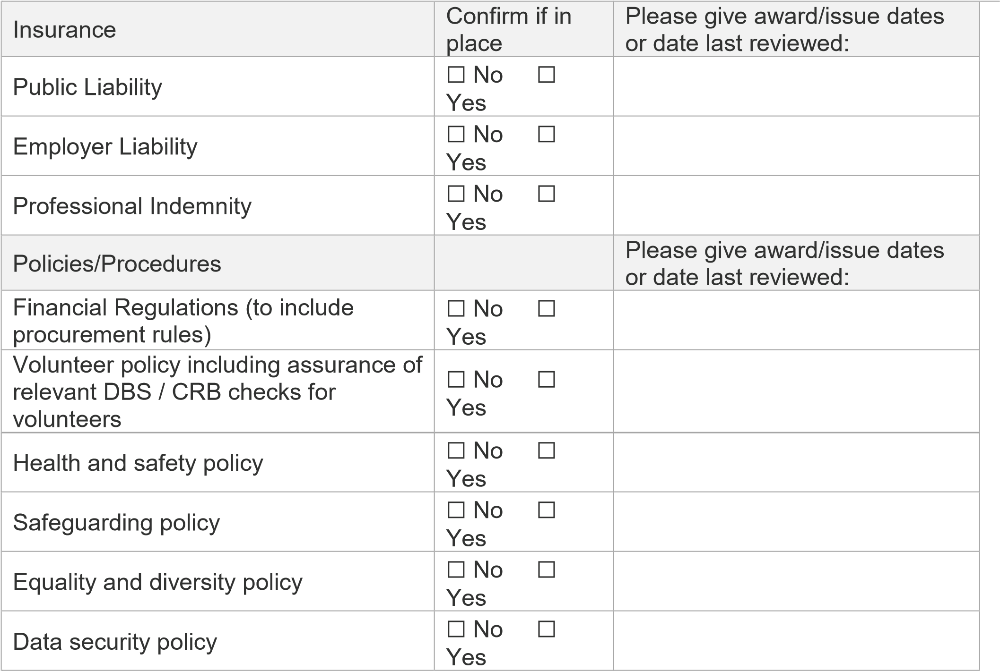 Insurance
Confirm if in
place
Please give award/issue dates
or date last reviewed:
Public Liability
☐ No ☐
Yes
Employer Liability
☐ No ☐
Yes
Professional Indemnity
☐ No ☐
Yes
Policies/Procedures
Please give award/issue dates
or date last reviewed:
Financial Regulations (to include
procurement rules)
☐ No ☐
Yes
Volunteer policy including assurance of
relevant DBS / CRB checks for
volunteers
☐ No ☐
Yes
Health and safety policy
☐ No ☐
Yes
Safeguarding policy
☐ No ☐
Yes
Equality and diversity policy
☐ No ☐
Yes
Data security policy
☐ No ☐
Yes